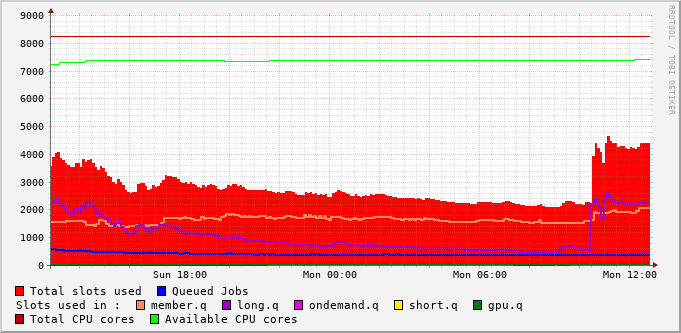 9000
8000
7000
6000
5000
4000
3000
2000
1000
0
Sun 18:00 Mon 00:00 Mon 06:00 Mon 12:00
RRDTOOL / TOBI OETIKER
Total slots used Queued Jobs
Slots used in : member.q long.q ondemand.q short.q gpu.q
Total CPU cores Available CPU cores